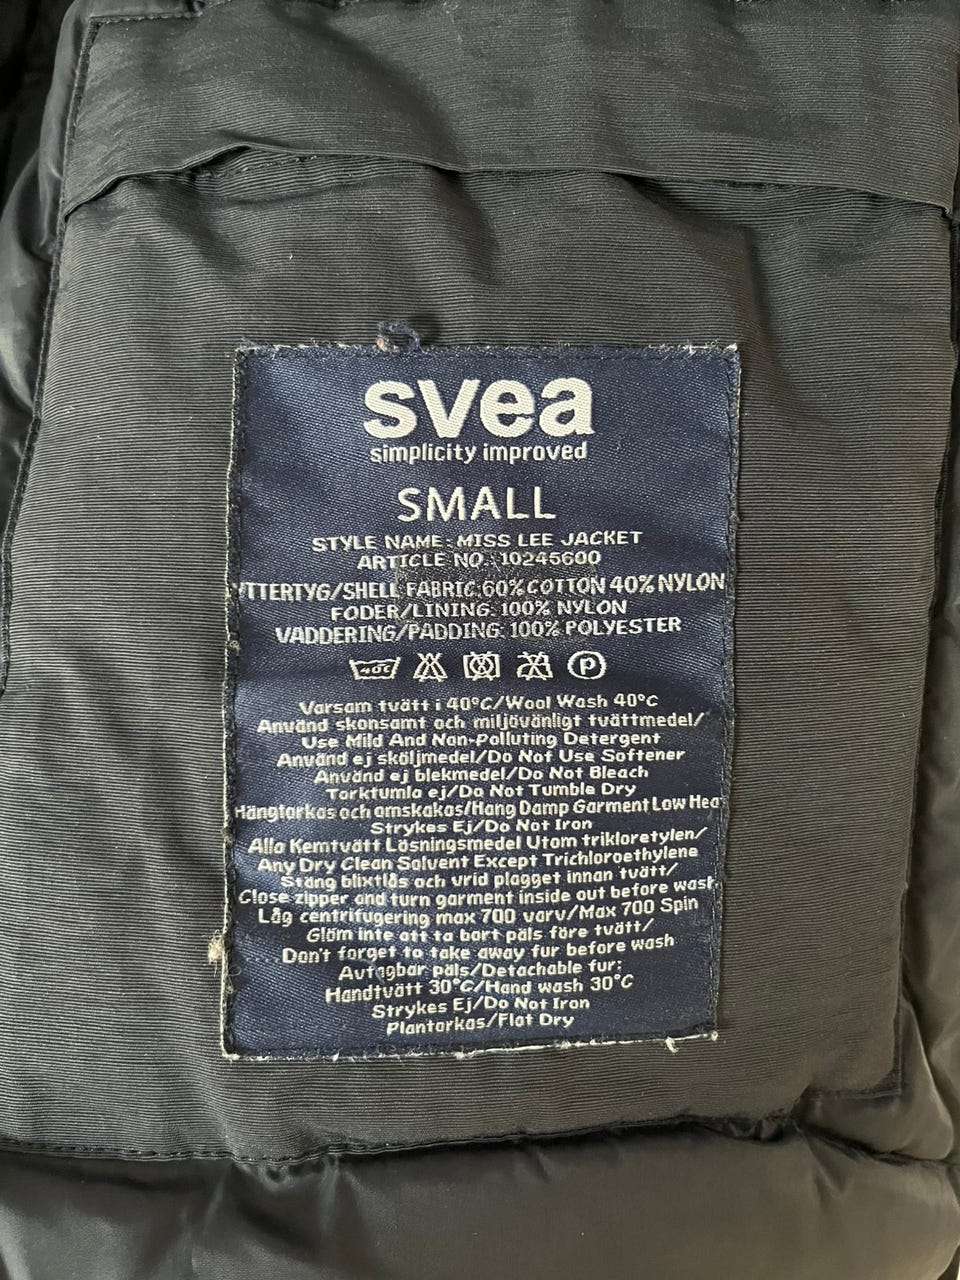 svea
simplicity improved
SMALL
STYLE NAME: MISS LEE JACKET
ARTICLE NO.:10245600
YTTERTYG/SHELL FABRIC:60% COTTON 40% NYLON
FODER/LINING: 100% NYLON
VADDERING/PADDING: 100% POLYESTER
40C P
Varsam tvätt i 40°C/Wool Wash 40°C
Använd skonsamt och miljövänligt tvättmedel/
Use Mild And Non-Polluting Detergent
Använd ej sköljmedel/Do Not Use Softener
Använd ej blekmedel/Do Not Bleach
Torktumla ej/Do Not Tumble Dry
Hängtorkas och omskakas/Hang Damp Garment Low Hea
Strykes Ej/Do Not Iron
Alla Kemtvätt Lösningsmedel Utom trikloretylen/
Any Dry Clean Solvent Except Trichloroethylene
Stäng blixtlås och vrid plagget innan tvätt/
Close zipper and turn garment inside out before wash
Låg centrifugering max 700 varv/Max 700 Spin
Glöm inte att ta bort päls före tvätt/
Don't forget to take away fur before wash
Avtagbar päls/Detachable fur:
Handtvätt 30°C/Hand wash 30°C
Strykes Ej/Do Not Iron
Plantorkas/Flat Dry